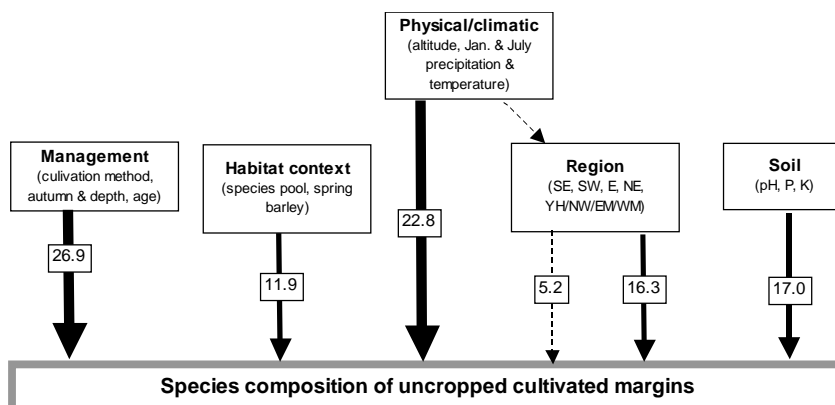 Physical/climatic
(altitude, Jan. & July
precipitation &
temperature)
Management
(culivation method,
autumn & depth, age)
Habitat context
(species pool, spring
barley)
Region
(SE, SW, E, NE,
YH/NW/EM/WM)
Soil
(pH, P, K)
26.9
11.9
22.8
5.2
16.3
17.0
Species composition of uncropped cultivated margins